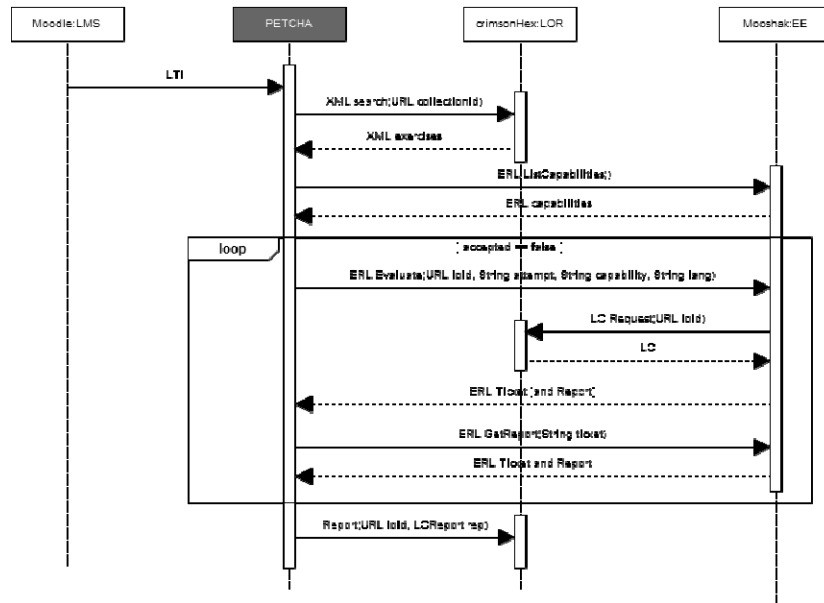 Moodle:LMS
PETCHA
crimsonHex:LOR
Mooshak:EE
LTI
XML search(URL collectionId)
XML exercises
ERL ListCapabilities()
ERL capabilities
loop
[accepted == false]
ERL Evaluate(URL loId, String attempt, String capability, String lang)
LO Request(URL loId)
LO
ERL Ticket [and Report]
ERL GetReport(String ticket)
ERL Ticket and Report
Report(URL loId, LOReport rep)